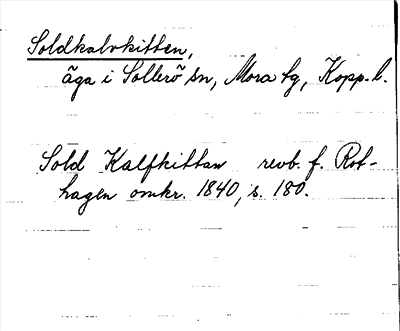 Soldkalvkitten,
äga i Sollerö sn, Mora tg, Kopp. l.
Sold Kalfkittan revb. f. Rot-
hagen omkr. 1840, s. 180.